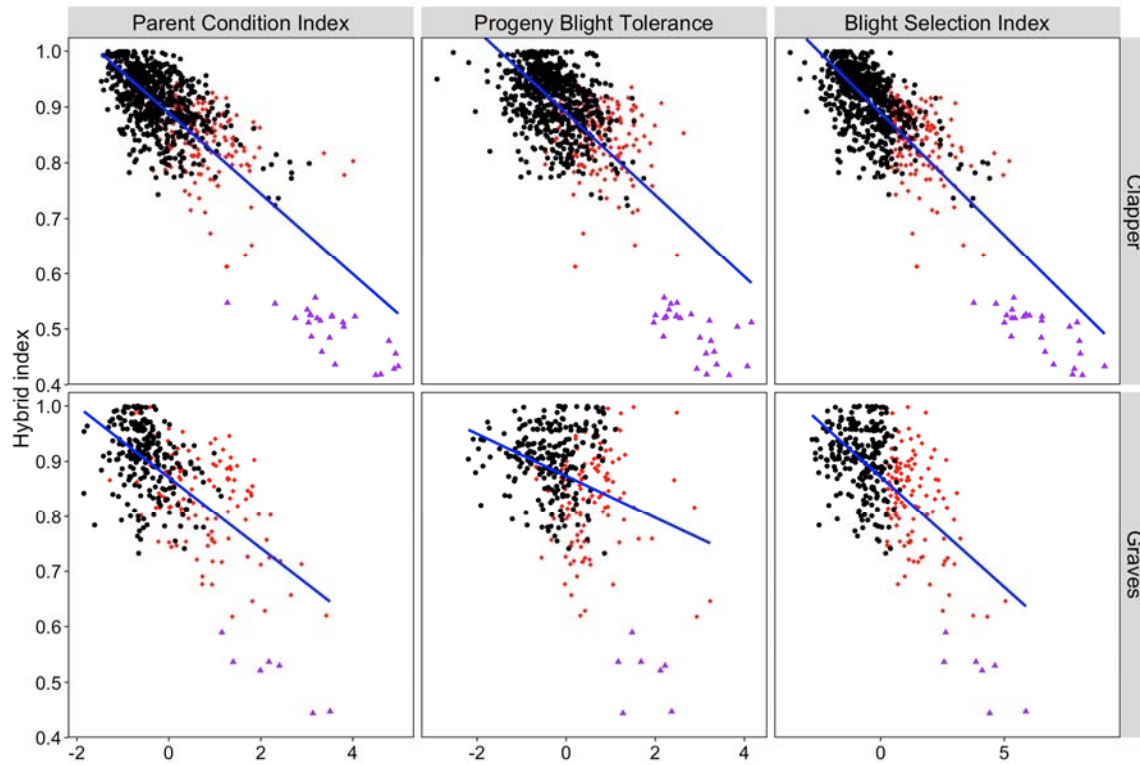 Parent Condition Index
Progeny Blight Tolerance
Blight Selection Index
Hybrid index
1.0
0.9
0.8
0.7
0.6
0.5
0.4
Clapper
1.0
0.9
0.8
0.7
0.6
0.5
0.4
Graves
-2 0 2 4
-2 0 2 4
0 5